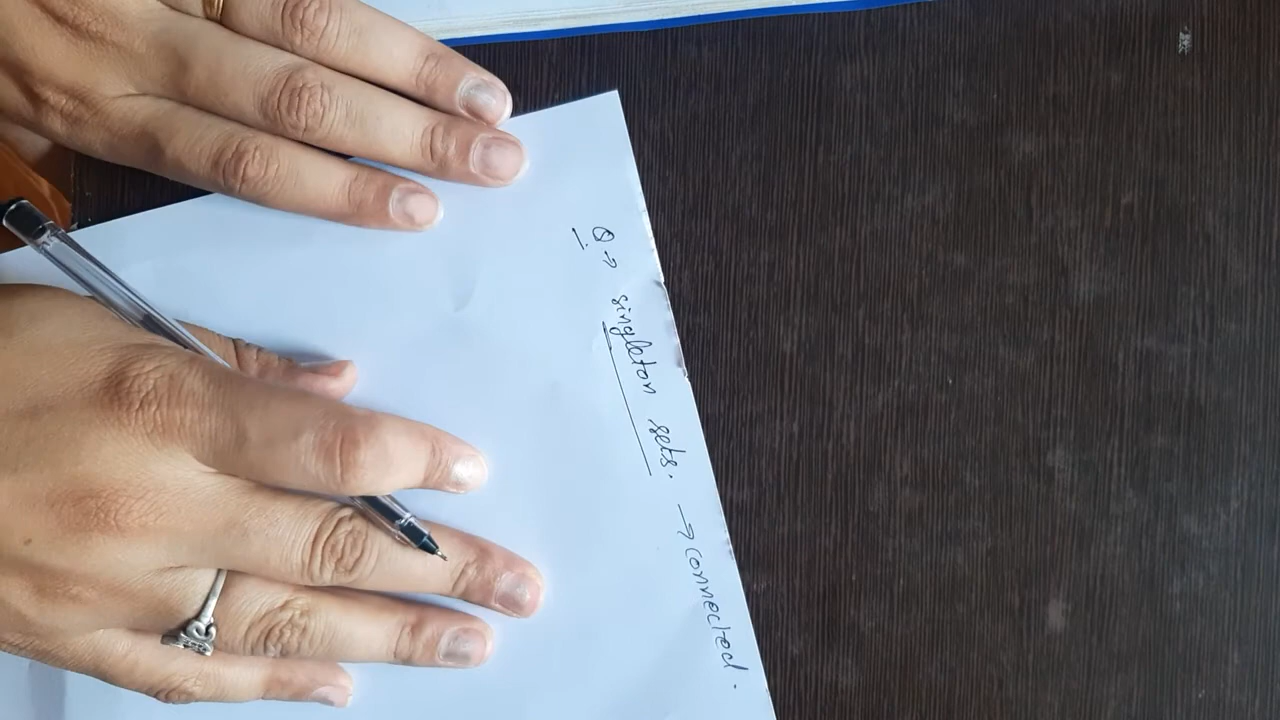 Q → singleton sets. → connected.